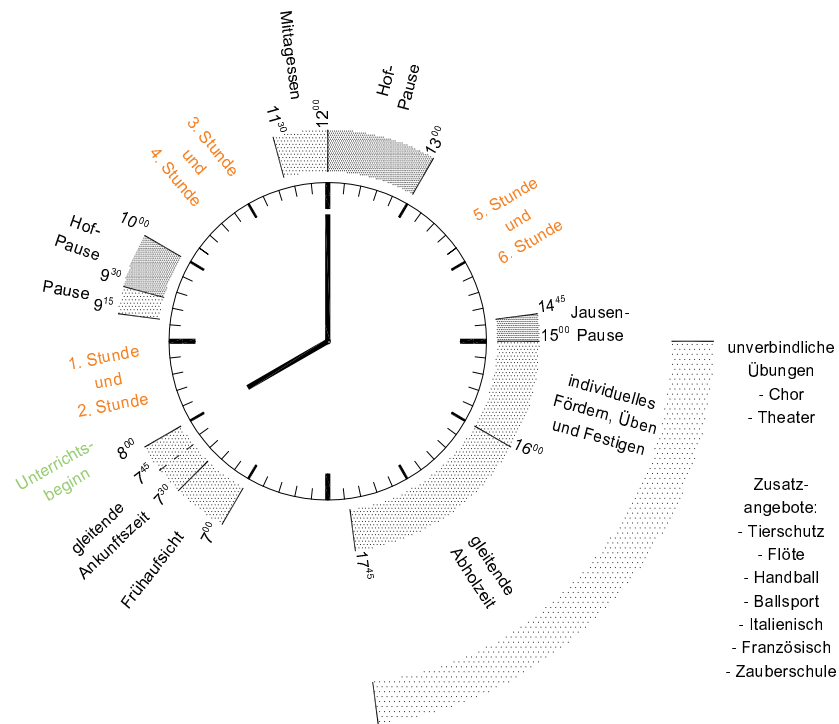 Mittagessen
11³⁰
12⁰⁰
Hof-
Pause
13⁰⁰
3. Stunde
und
4. Stunde
5. Stunde
und
6. Stunde
Hof-
Pause
10⁰⁰
9³⁰
Pause
9¹⁵
14⁴⁵
Jausen-
Pause
15⁰⁰
1. Stunde
und
2. Stunde
individuelles
Fördern, Üben
und Festigen
16⁰⁰
Unterrichts-
beginn
8⁰⁰
7⁴⁵
7³⁰
7⁰⁰
gleitende
Ankunftszeit
Frühaufsicht
gleitende
Abholzeit
17⁴⁵
unverbindliche
Übungen
- Chor
- Theater
Zusatz-
angebote:
- Tierschutz
- Flöte
- Handball
- Ballsport
- Italienisch
- Französisch
- Zauberschule